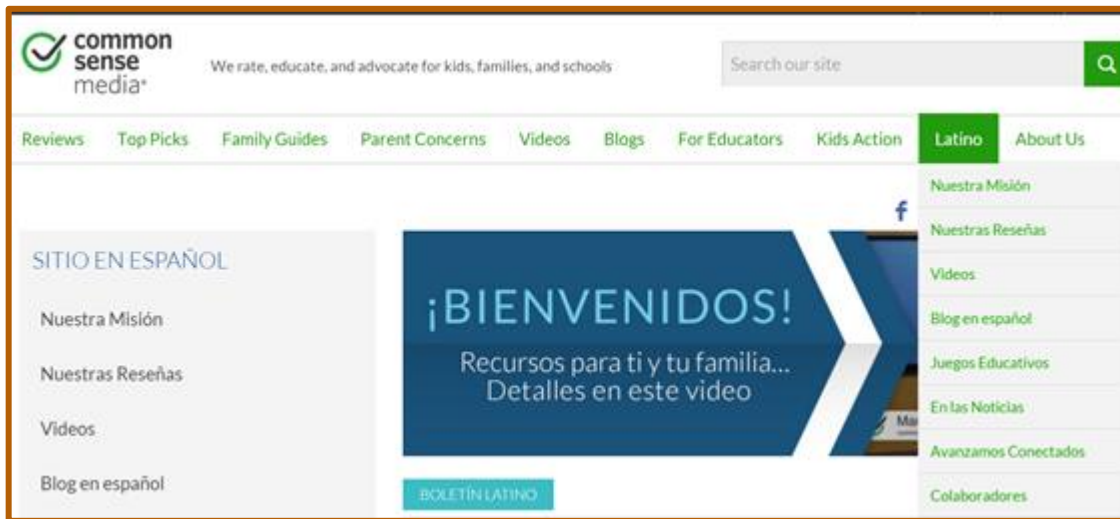 common
sense
media
We rate, educate, and advocate for kids, families, and schools
Search our site
Reviews Top Picks Family Guides Parent Concerns Videos Blogs For Educators Kids Action Latino About Us
Nuestra Misión
Nuestras Reseñas
Videos
Blog en español
Juegos Educativos
En las Noticias
Avanzamos Conectados
Colaboradores
f
SITIO EN ESPAÑOL
Nuestra Misión
Nuestras Reseñas
Videos
Blog en español
¡BIENVENIDOS!
Recursos para ti y tu familia...
Detalles en este video
BOLETÍN LATINO